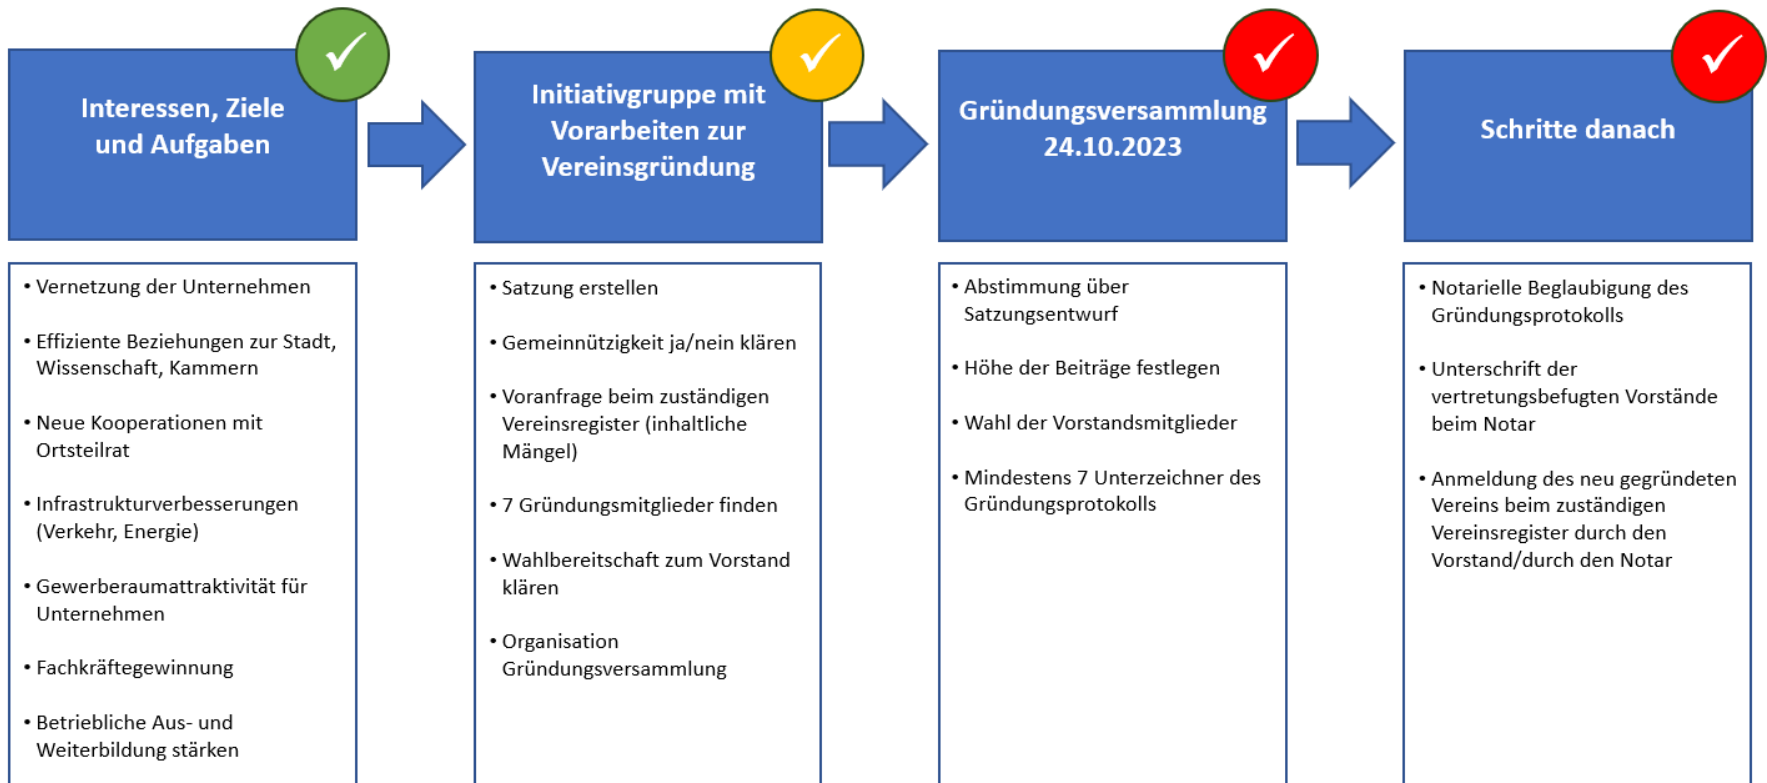 Interessen, Ziele
und Aufgaben
• Vernetzung der Unternehmen
• Effiziente Beziehungen zur Stadt,
Wissenschaft, Kammern
• Neue Kooperationen mit
Ortsteilrat
• Infrastrukturverbesserungen
(Verkehr, Energie)
• Gewerberaumattraktivität für
Unternehmen
• Fachkräftegewinnung
• Betriebliche Aus- und
Weiterbildung stärken
Initiativgruppe mit
Vorarbeiten zur
Vereinsgründung
• Satzung erstellen
• Gemeinnützigkeit ja/nein klären
• Voranfrage beim zuständigen
Vereinsregister (inhaltliche
Mängel)
• 7 Gründungsmitglieder finden
• Wahlbereitschaft zum Vorstand
klären
• Organisation
Gründungsversammlung
Gründungsversammlung
24.10.2023
• Abstimmung über
Satzungsentwurf
• Höhe der Beiträge festlegen
• Wahl der Vorstandsmitglieder
• Mindestens 7 Unterzeichner des
Gründungsprotokolls
Schritte danach
• Notarielle Beglaubigung des
Gründungsprotokolls
• Unterschrift der
vertretungsbefugten Vorstände
beim Notar
• Anmeldung des neu gegründeten
Vereins beim zuständigen
Vereinsregister durch den
Vorstand/durch den Notar